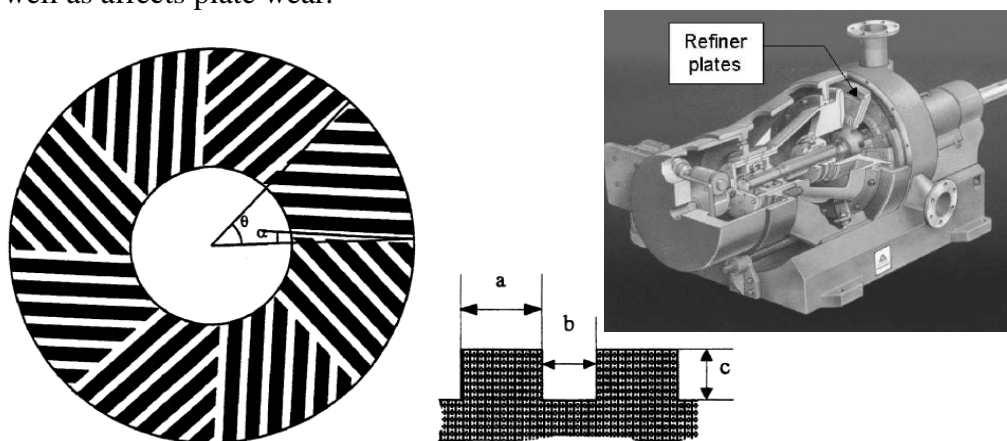 well as affects plate wear.
Refiner
plates
θ
α
a
b
c